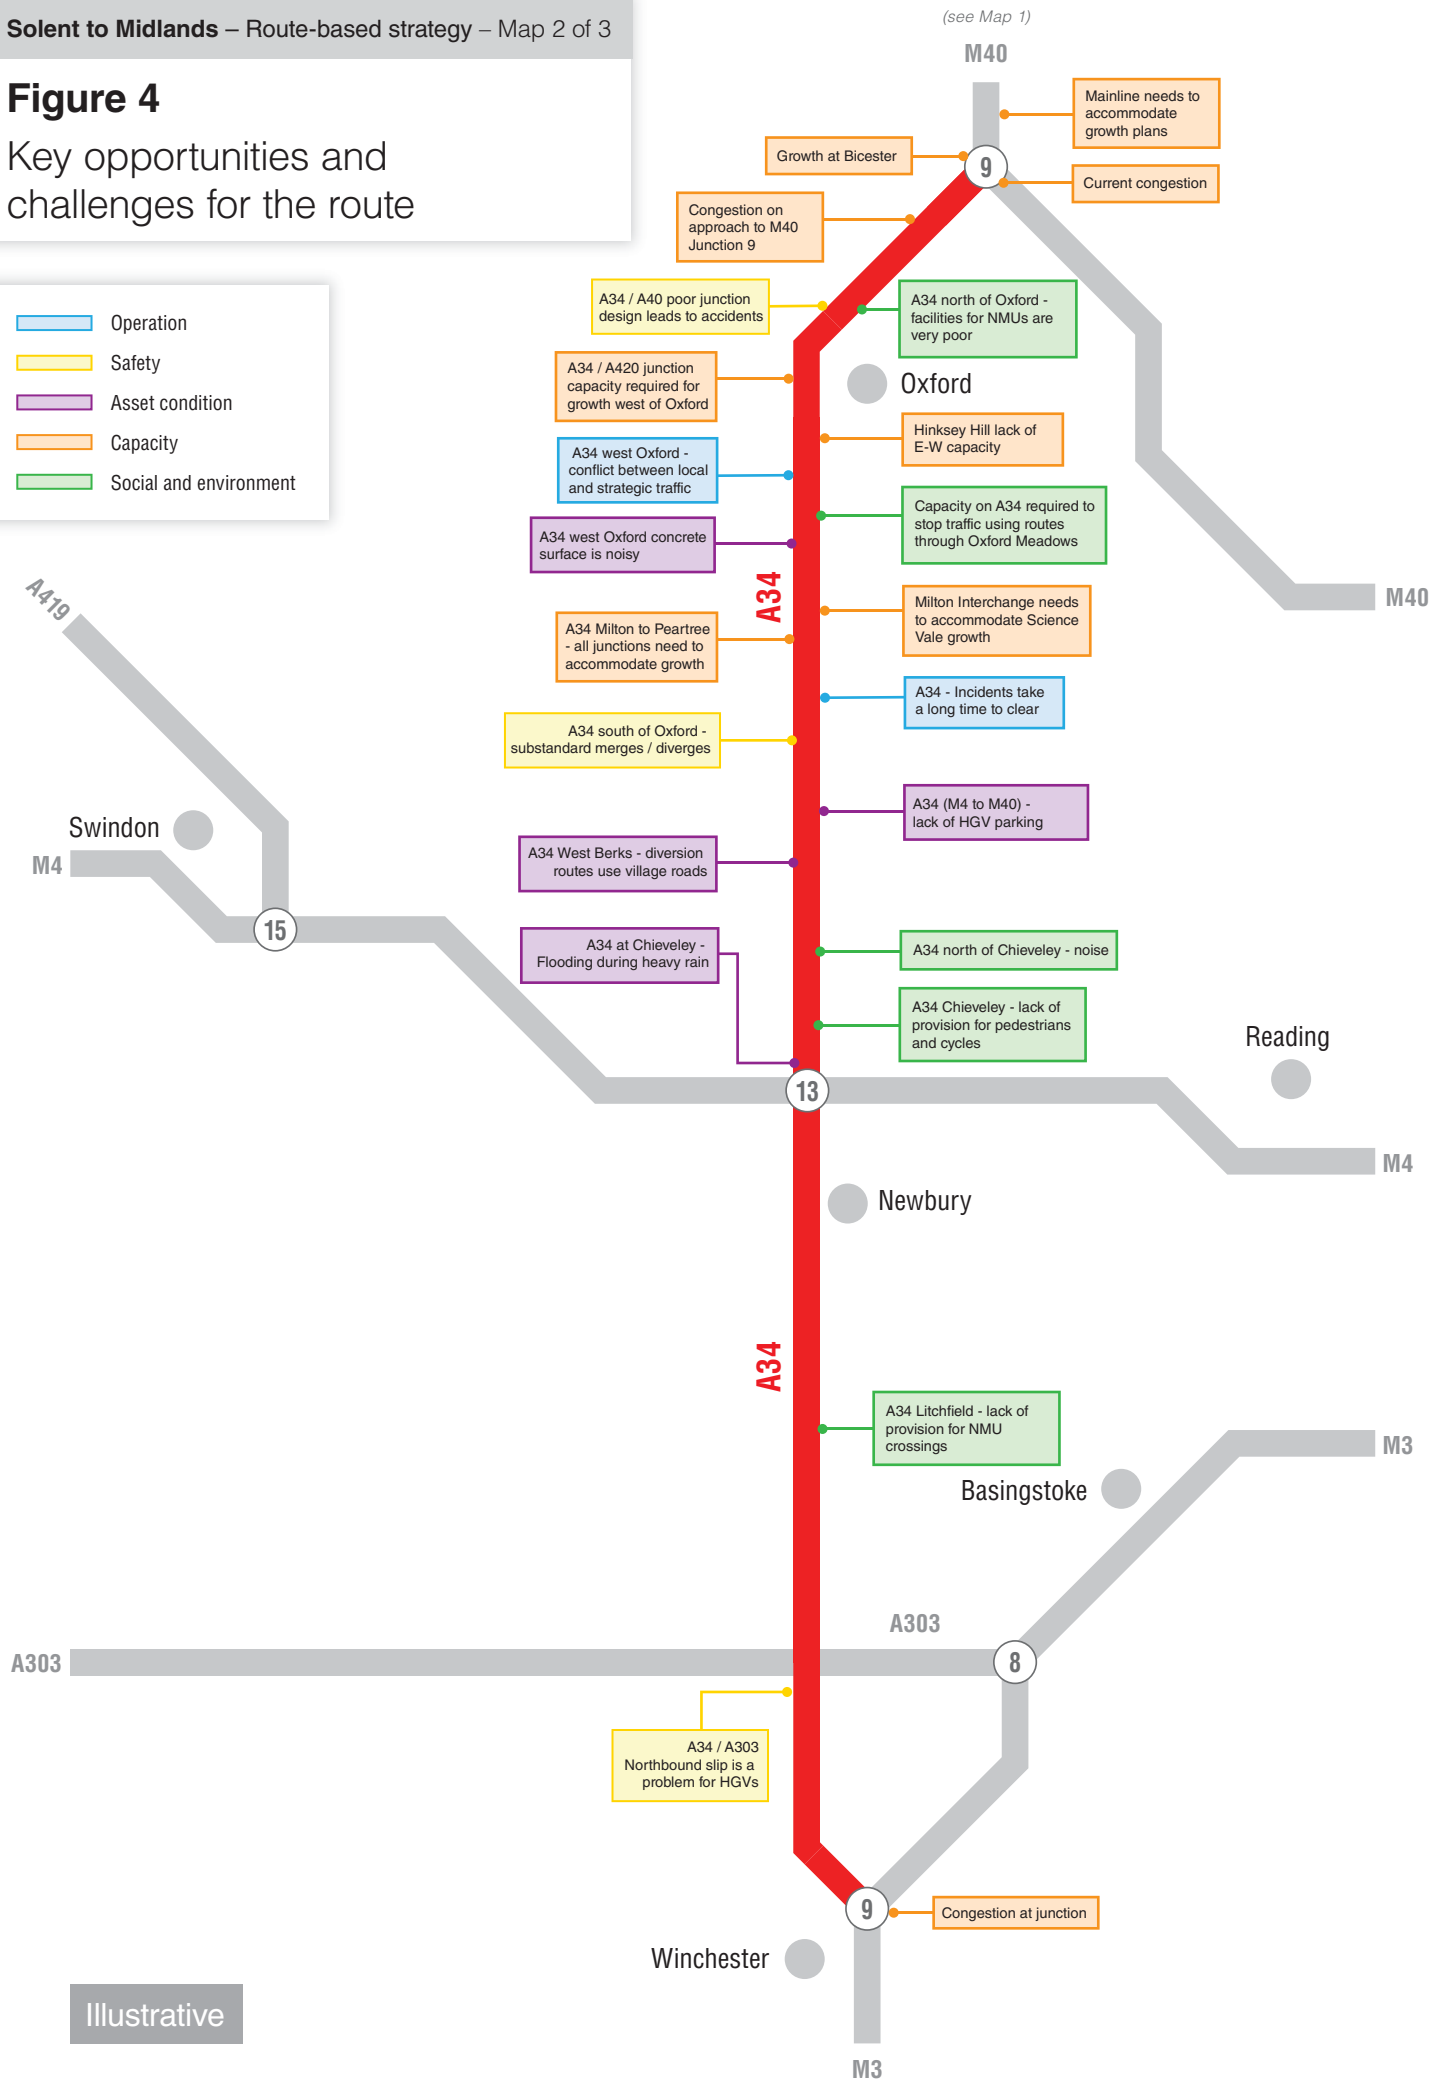 Solent to Midlands – Route-based strategy – Map 2 of 3
Figure 4
Key opportunities and
challenges for the route
Operation
Safety
Asset condition
Capacity
Social and environment
(see Map 1)
M40
Mainline needs to
accommodate
growth plans
Growth at Bicester
9
Current congestion
Congestion on
approach to M40
Junction 9
A34 / A40 poor junction
design leads to accidents
A34 north of Oxford -
facilities for NMUs are
very poor
A34 / A420 junction
capacity required for
growth west of Oxford
Oxford
Hinksey Hill lack of
E-W capacity
A34 west Oxford -
conflict between local
and strategic traffic
Capacity on A34 required to
stop traffic using routes
through Oxford Meadows
A34 west Oxford concrete
surface is noisy
A34
M40
A419
Milton Interchange needs
to accommodate Science
Vale growth
A34 Milton to Peartree
- all junctions need to
accommodate growth
A34 - Incidents take
a long time to clear
A34 south of Oxford -
substandard merges / diverges
A34 (M4 to M40) -
lack of HGV parking
Swindon
M4
A34 West Berks - diversion
routes use village roads
15
A34 at Chieveley -
Flooding during heavy rain
A34 north of Chieveley - noise
A34 Chieveley - lack of
provision for pedestrians
and cycles
Reading
13
M4
Newbury
A34
A34 Litchfield - lack of
provision for NMU
crossings
M3
Basingstoke
A303
A303
8
A34 / A303
Northbound slip is a
problem for HGVs
9
Congestion at junction
Winchester
Illustrative
M3